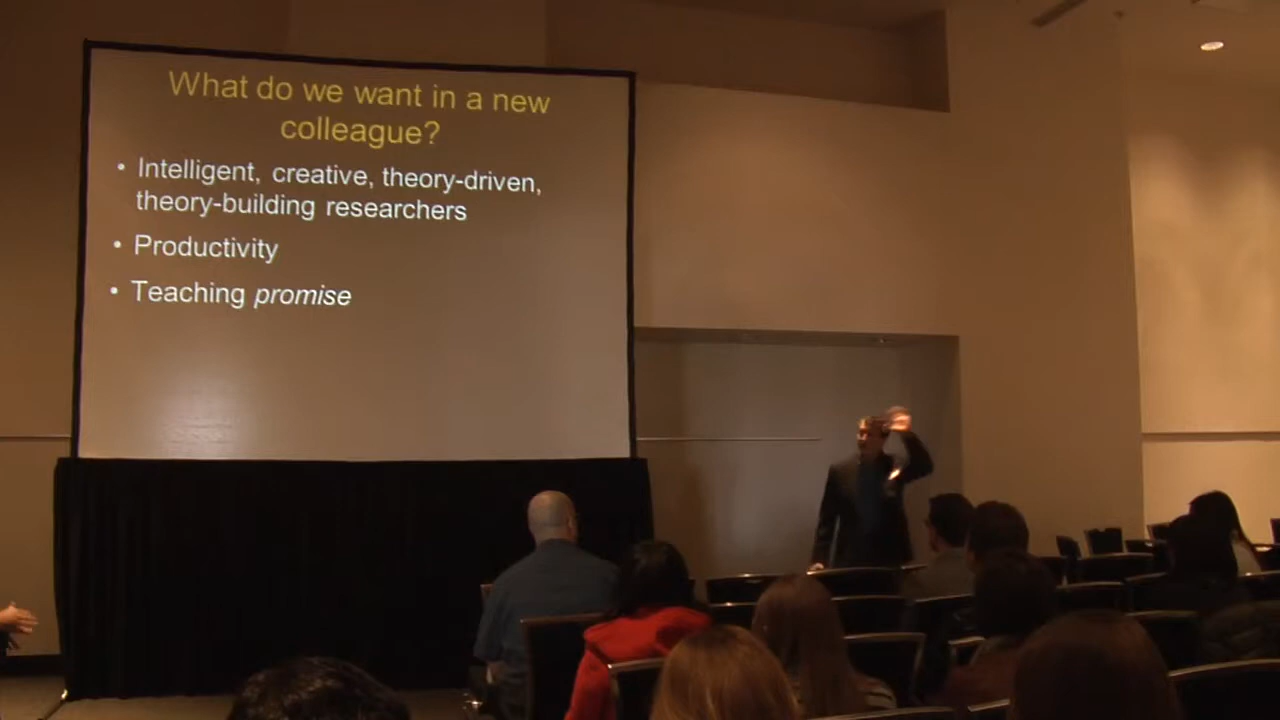 What do we want in a new
colleague?
• Intelligent, creative, theory-driven,
theory-building researchers
• Productivity
• Teaching promise